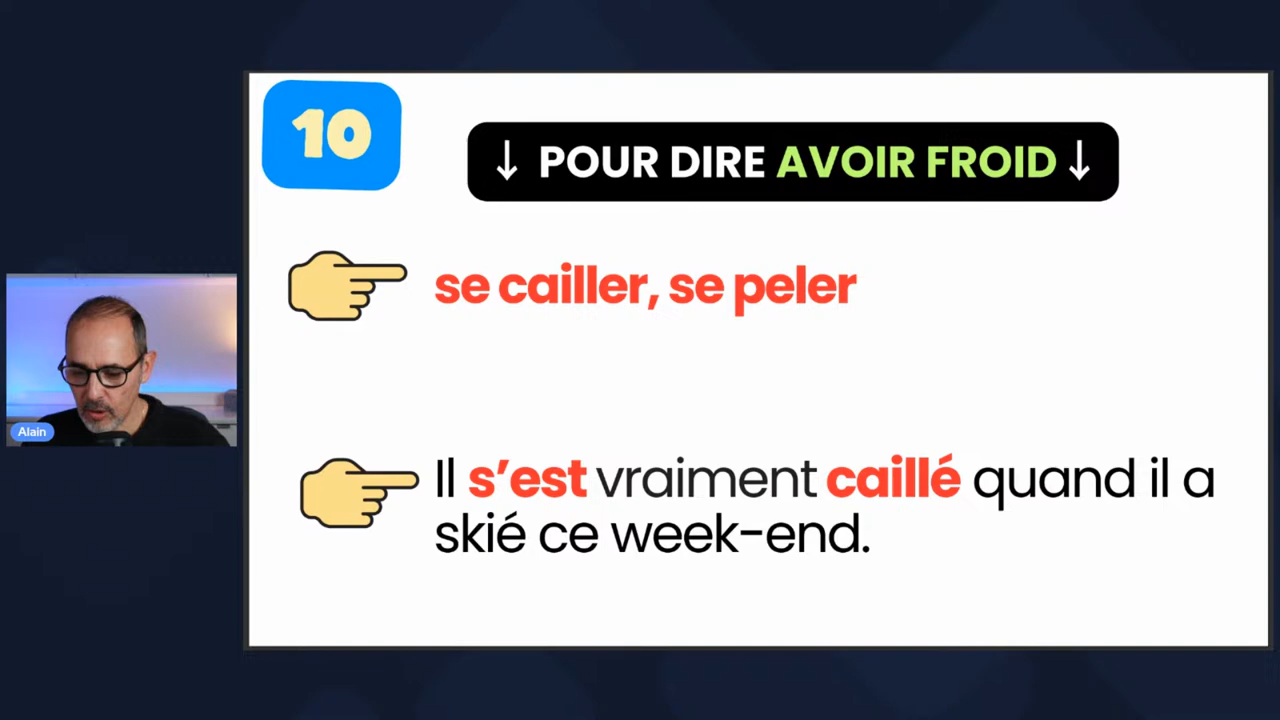 10
↓ POUR DIRE AVOIR FROID ↓
se cailler, se peler
Il s’est vraiment caillé quand il a
skié ce week-end.
Alain